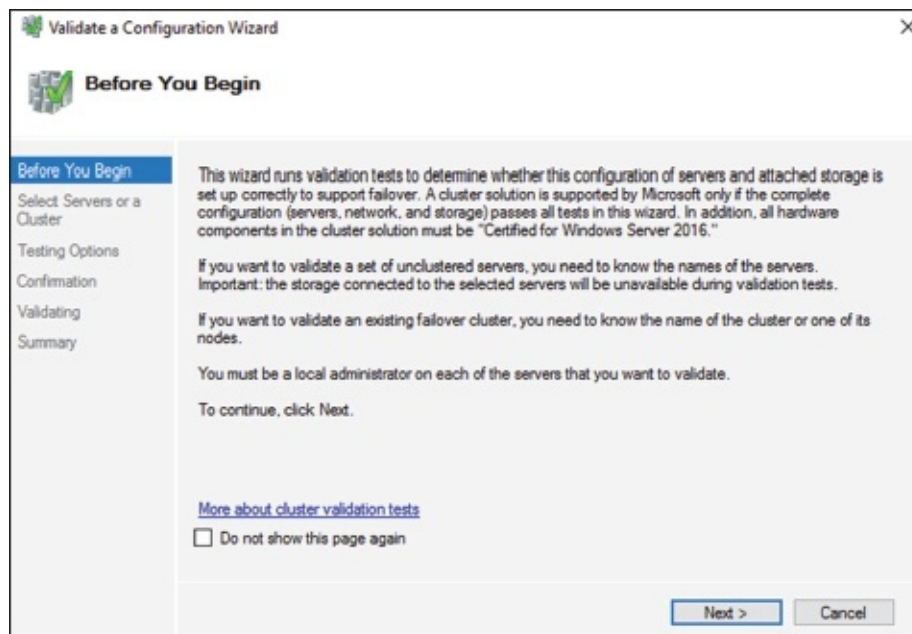 Validate a Configuration Wizard
Before You Begin
Before You Begin
Select Servers or a
Cluster
Testing Options
Confirmation
Validating
Summary
This wizard runs validation tests to determine whether this configuration of servers and attached storage is
set up correctly to support failover. A cluster solution is supported by Microsoft only if the complete
configuration (servers, network, and storage) passes all tests in this wizard. In addition, all hardware
components in the cluster solution must be "Certified for Windows Server 2016."
If you want to validate a set of unclustered servers, you need to know the names of the servers.
Important: the storage connected to the selected servers will be unavailable during validation tests.
If you want to validate an existing failover cluster, you need to know the name of the cluster or one of its
nodes.
You must be a local administrator on each of the servers that you want to validate.
To continue, click Next.
More about cluster validation tests
Do not show this page again
Next >
Cancel